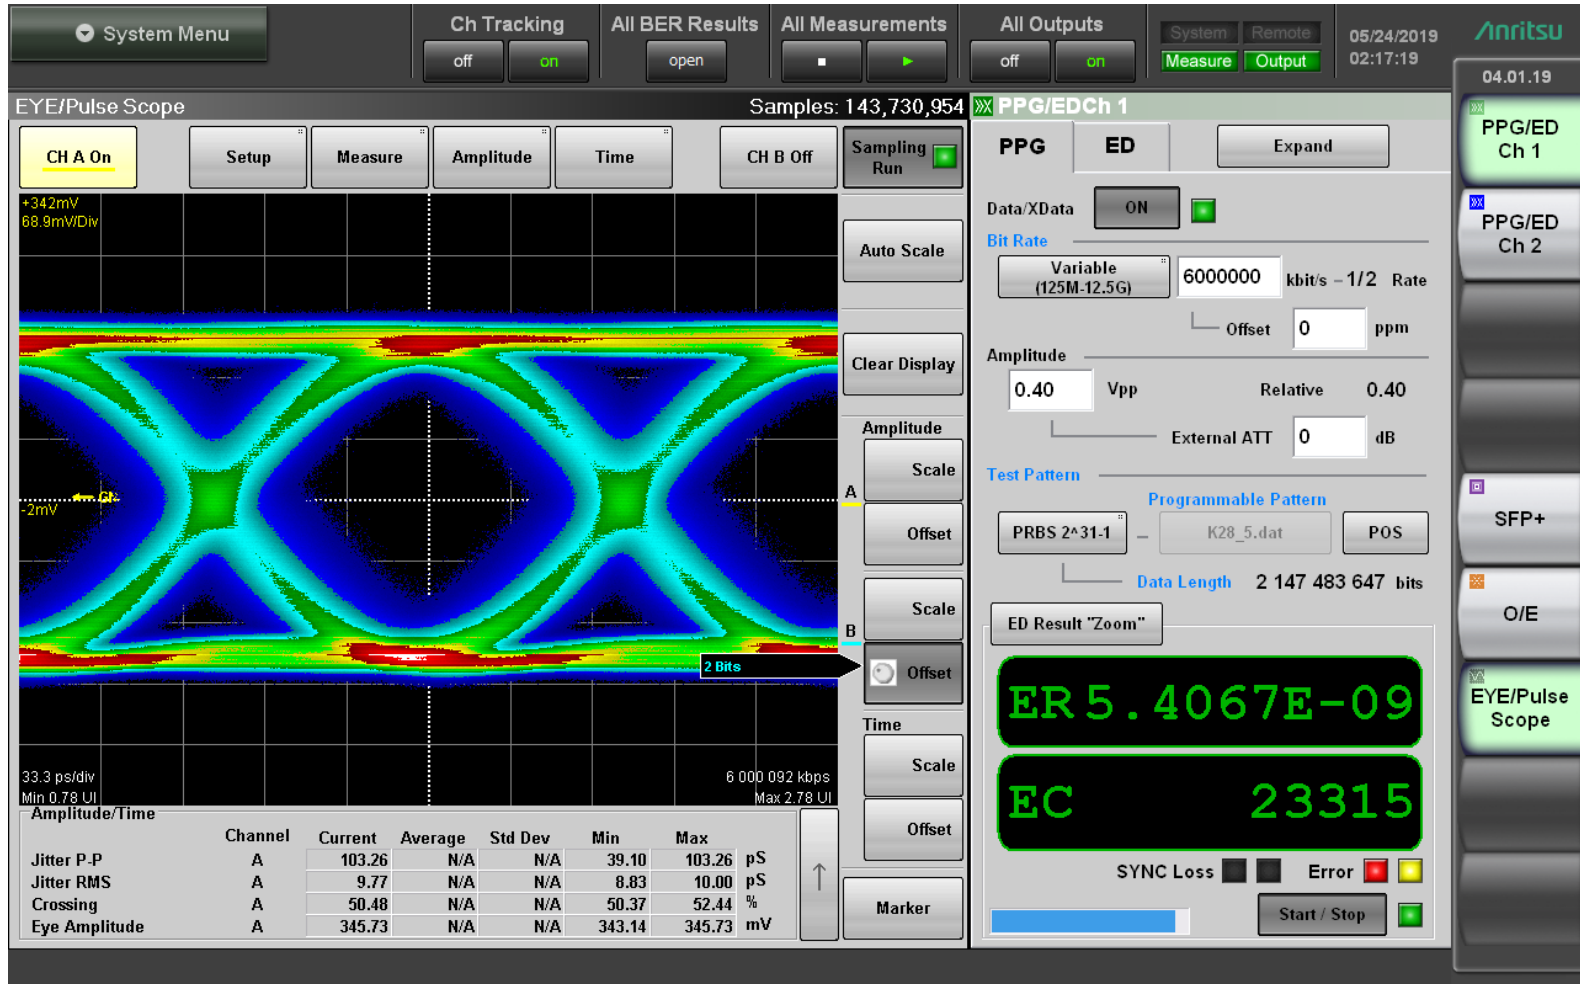 System Menu
Ch Tracking
off
on
All BER Results
open
All Measurements
All Outputs
off
on
System
Remote
Measure
Output
05/24/2019
02:17:19
Anritsu
04.01.19
EYE/Pulse Scope
Samples: 143,730,954
CH A On
Setup
Measure
Amplitude
Time
CH B Off
Sampling
Run
+342mV
68.9mV/Div
-2mV
33.3 ps/div
Min 0.78 UI
6 000 092 kbps
Max 2.78 UI
2 Bits
Auto Scale
Clear Display
Amplitude
Scale
A
Offset
Scale
B
Offset
Time
Scale
Offset
Marker
Amplitude/Time
Channel Current Average Std Dev Min Max
Jitter P-P A 103.26 N/A N/A 39.10 103.26 pS
Jitter RMS A 9.77 N/A N/A 8.83 10.00 pS
Crossing A 50.48 N/A N/A 50.37 52.44 %
Eye Amplitude A 345.73 N/A N/A 343.14 345.73 mV
PPG/EDCh 1
PPG
ED
Expand
Data/XData
ON
Bit Rate
Variable
(125M-12.5G)
6000000 kbit/s -1/2 Rate
Offset 0 ppm
Amplitude
0.40 Vpp
Relative 0.40
External ATT 0 dB
Test Pattern
Programmable Pattern
PRBS 2^31-1
K28_5.dat
POS
Data Length 2 147 483 647 bits
ED Result "Zoom"
ER 5.4067E-09
EC 23315
SYNC Loss
Error
Start / Stop
PPG/ED
Ch 1
PPG/ED
Ch 2
SFP+
O/E
EYE/Pulse
Scope